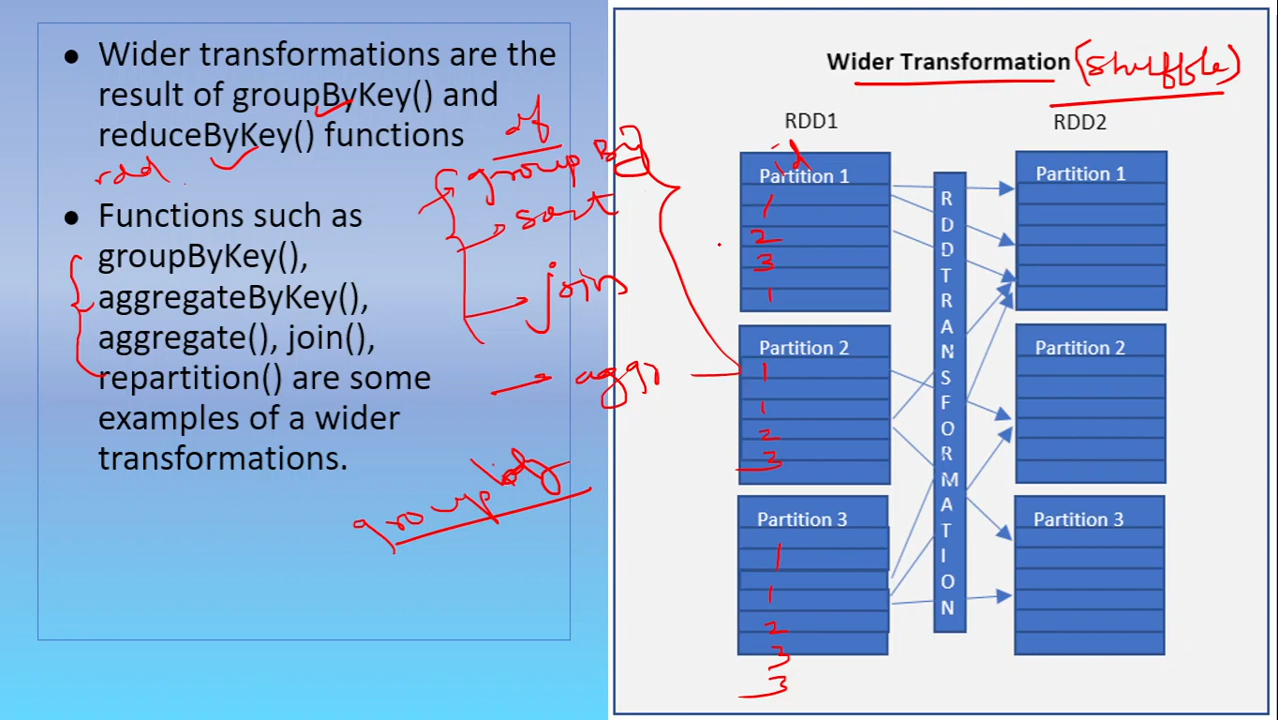 ● Wider transformations are the
result of groupByKey() and
reduceByKey() functions
rdd
● Functions such as
groupByKey(),
aggregateByKey(),
aggregate(), join(),
repartition() are some
examples of a wider
transformations.
df
groupBy
sort
join
aggr
groupby
Wider Transformation (Shuffle)
RDD1
id
Partition 1
1
2
3
1
Partition 2
1
1
2
3
Partition 3
1
1
2
3
3
RDD TRANSFORMATION
RDD2
Partition 1
Partition 2
Partition 3